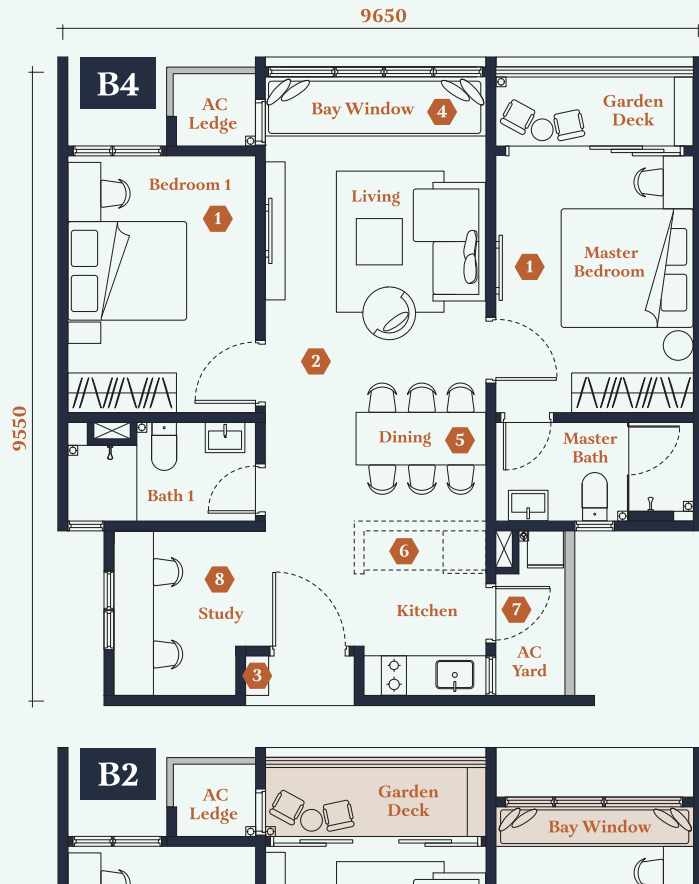 9650
B4
AC
Ledge
Bay Window
4
Garden
Deck
Bedroom 1
1
Living
1
Master
Bedroom
2
9550
Dining
5
Master
Bath
Bath 1
6
8
Study
Kitchen
7
AC
Yard
3
B2
AC
Ledge
Garden
Deck
Bay Window